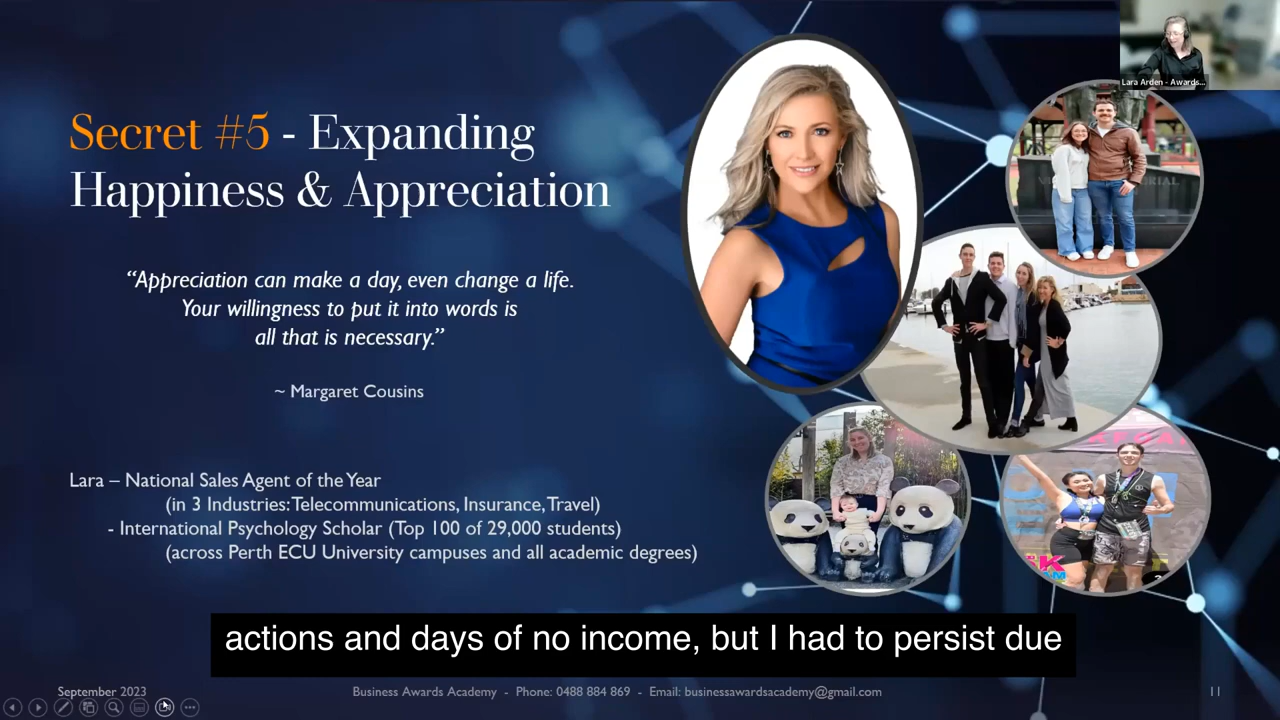 Lara Arden - Awards...
Secret #5 - Expanding
Happiness & Appreciation
“Appreciation can make a day, even change a life.
Your willingness to put it into words is
all that is necessary.”
~ Margaret Cousins
Lara – National Sales Agent of the Year
(in 3 Industries: Telecommunications, Insurance, Travel)
- International Psychology Scholar (Top 100 of 29,000 students)
(across Perth ECU University campuses and all academic degrees)
actions and days of no income, but I had to persist due
September 2023
Business Awards Academy - Phone: 0488 884 869 - Email: businessawardsacademy@gmail.com
11